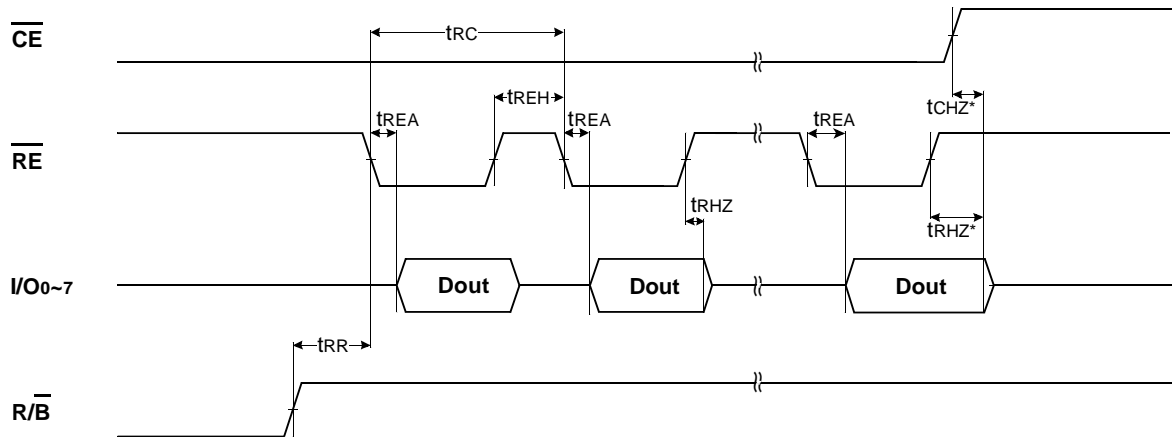 CE
tRC
tREH
tCHZ*
tREA
tREA
tREA
RE
tRHZ
tRHZ*
I/O0~7
Dout
Dout
Dout
tRR
R/B